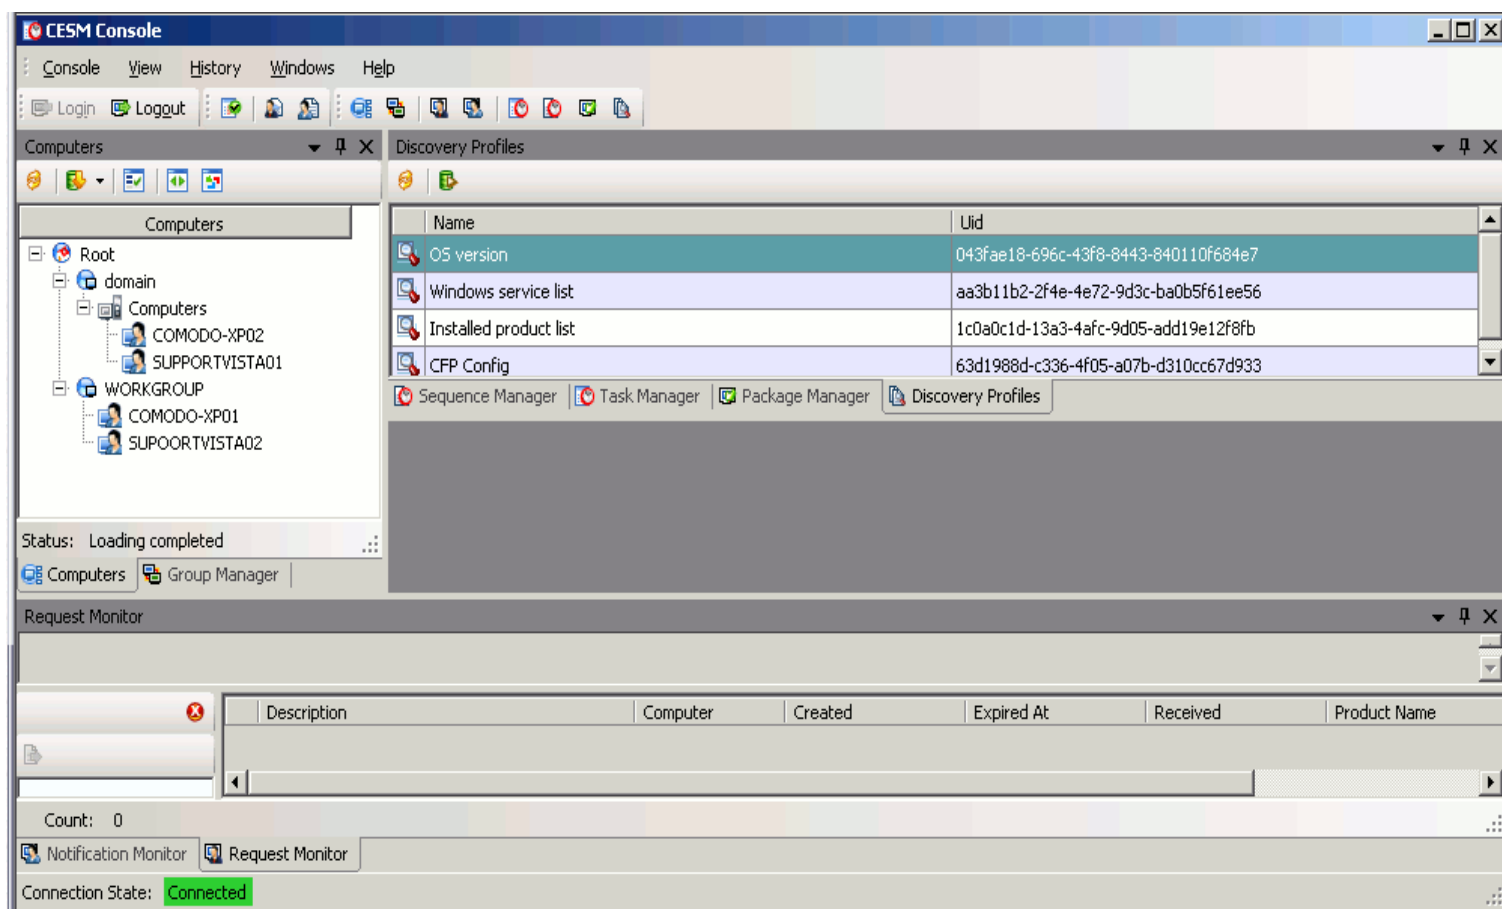 CESM Console
Console View History Windows Help
Login Logout
Computers
Computers
Root
domain
Computers
COMODO-XP02
SUPPORTVISTA01
WORKGROUP
COMODO-XP01
SUPOORTVISTA02
Status: Loading completed
Computers Group Manager
Discovery Profiles
Name Uid
OS version 043fae18-696c-43f8-8443-840110f684e7
Windows service list aa3b11b2-2f4e-4e72-9d3c-ba0b5f61ee56
Installed product list 1c0a0c1d-13a3-4afc-9d05-add19e12f8fb
CFP Config 63d1988d-c336-4f05-a07b-d310cc67d933
Sequence Manager Task Manager Package Manager Discovery Profiles
Request Monitor
Description Computer Created Expired At Received Product Name
Count: 0
Notification Monitor Request Monitor
Connection State: Connected